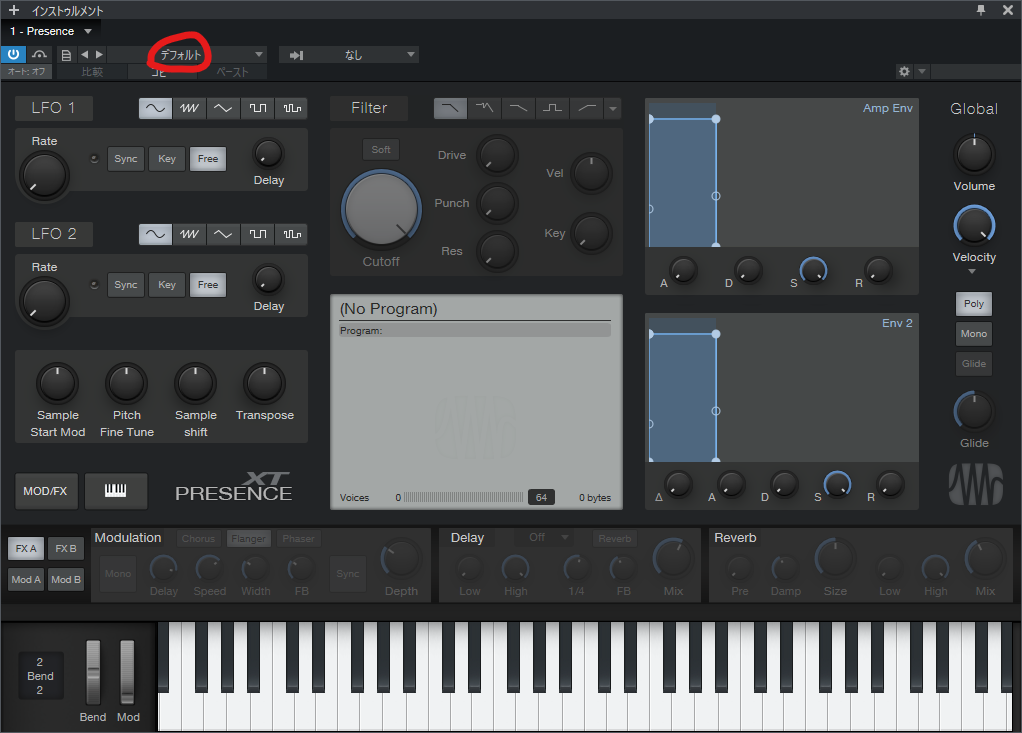 インストゥルメント
1 - Presence
デフォルト
なし
オート: オフ 比較 コピー ペースト
LFO 1
Rate
Sync Key Free
Delay
LFO 2
Rate
Sync Key Free
Delay
Sample Start Mod
Pitch Fine Tune
Sample shift
Transpose
MOD/FX
XT
PRESENCE
Filter
Soft
Drive
Vel
Punch
Key
Res
Cutoff
(No Program)
Program:
Voices 0 64 0 bytes
Amp Env
A D S R
Env 2
Δ A D S R
Global
Volume
Velocity
Poly
Mono
Glide
Glide
FX A FX B
Mod A Mod B
Modulation Chorus Flanger Phaser
Mono Sync
Delay Speed Width FB Depth
Delay Off Reverb
Low High 1/4 FB Mix
Reverb
Pre Damp Size Low High Mix
2
Bend
2
Bend Mod